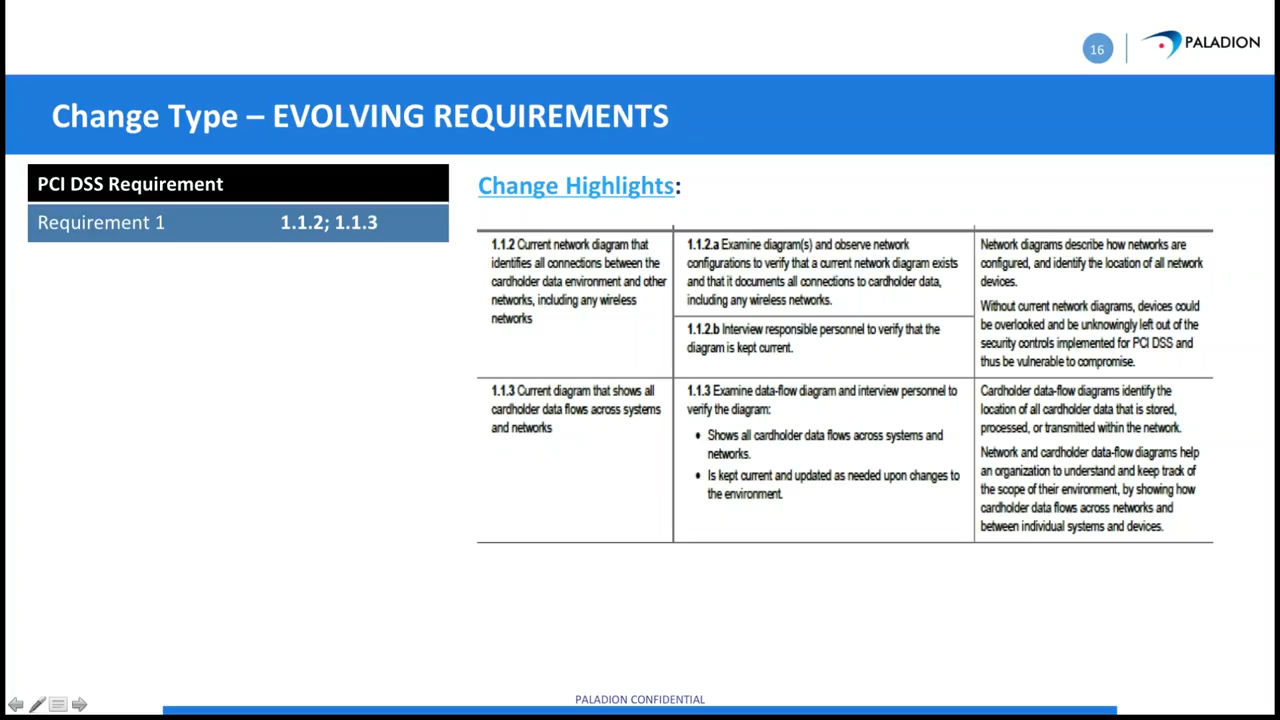 16
PALADION
Change Type – EVOLVING REQUIREMENTS
PCI DSS Requirement
Requirement 1 1.1.2; 1.1.3
Change Highlights:
1.1.2 Current network diagram that
identifies all connections between the
cardholder data environment and other
networks, including any wireless
networks
1.1.2.a Examine diagram(s) and observe network
configurations to verify that a current network diagram exists
and that it documents all connections to cardholder data,
including any wireless networks.
1.1.2.b Interview responsible personnel to verify that the
diagram is kept current.
Network diagrams describe how networks are
configured, and identify the location of all network
devices.
Without current network diagrams, devices could
be overlooked and be unknowingly left out of the
security controls implemented for PCI DSS and
thus be vulnerable to compromise.
1.1.3 Current diagram that shows all
cardholder data flows across systems
and networks
1.1.3 Examine data-flow diagram and interview personnel to
verify the diagram:
• Shows all cardholder data flows across systems and
networks.
• Is kept current and updated as needed upon changes to
the environment.
Cardholder data-flow diagrams identify the
location of all cardholder data that is stored,
processed, or transmitted within the network.
Network and cardholder data-flow diagrams help
an organization to understand and keep track of
the scope of their environment, by showing how
cardholder data flows across networks and
between individual systems and devices.
PALADION CONFIDENTIAL